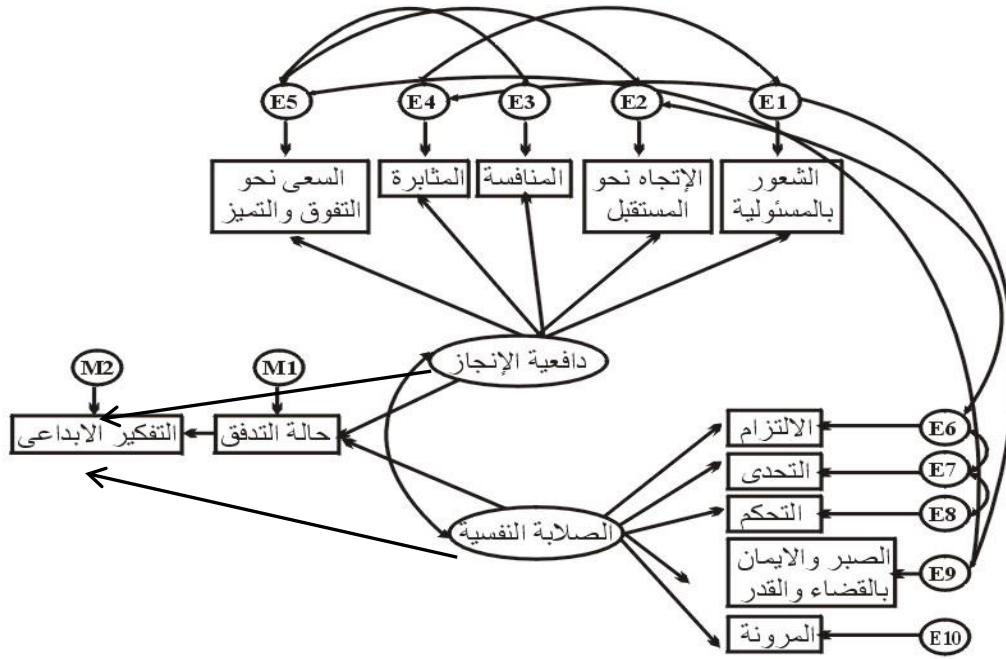 E5
E4
E3
E2
E1
السعى نحو
التفوق والتميز
المثابرة
المنافسة
الإتجاه نحو
المستقبل
الشعور
بالمسئولية
دافعية الإنجاز
M2
M1
التفكير الابداعى
حالة التدفق
الالتزام
E6
التحدى
E7
التحكم
E8
الصلابة النفسية
الصبر والايمان
بالقضاء والقدر
E9
المرونة
E10